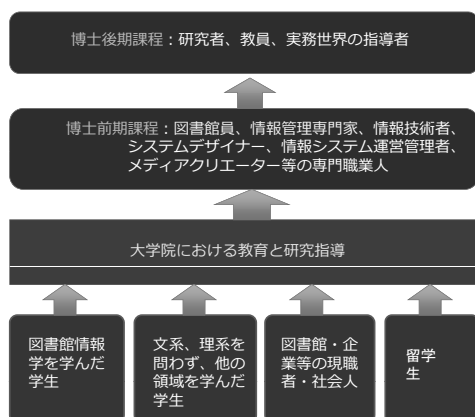 博士後期課程：研究者、教員、実務世界の指導者
博士前期課程：図書館員、情報管理専門家、情報技術者、
システムデザイナー、情報システム運営管理者、
メディアクリエーター等の専門職業人
大学院における教育と研究指導
図書館情報
学を学んだ
学生
文系、理系を
問わず、他の
領域を学んだ
学生
図書館・企
業等の現職
者・社会人
留学
生